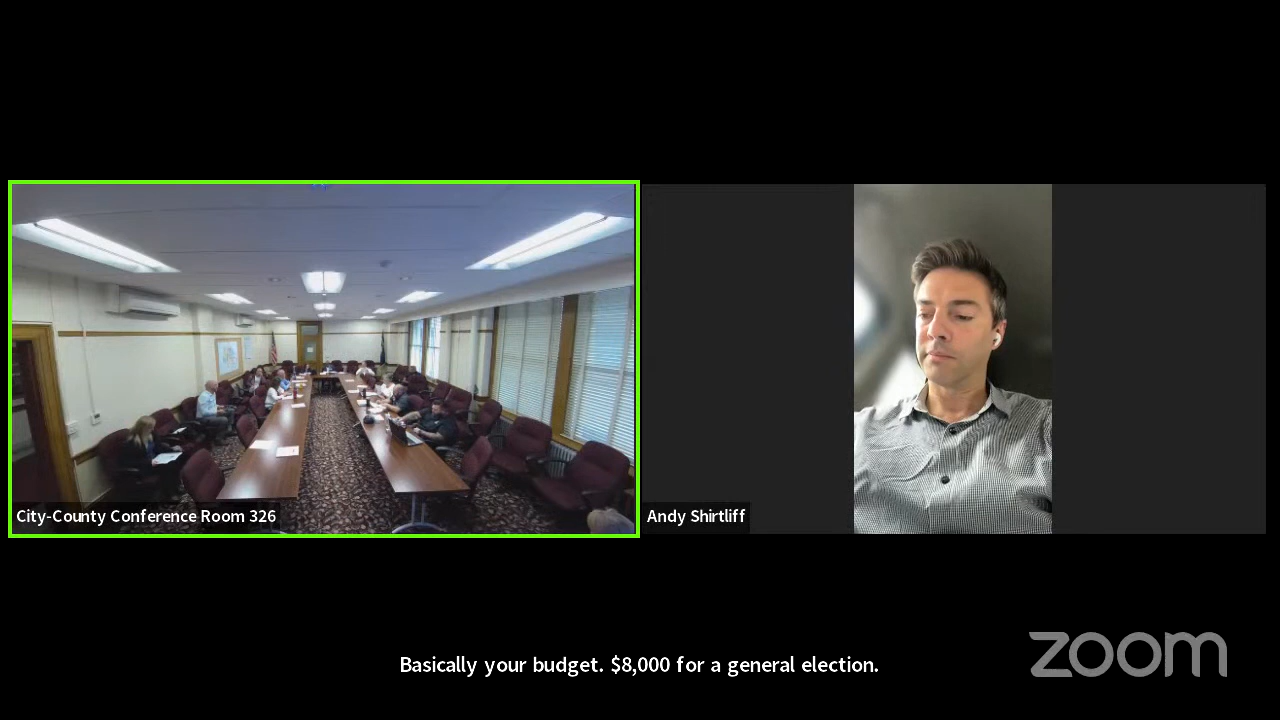 City-County Conference Room 326
Andy Shirtliff
Basically your budget. $8,000 for a general election.
zoom